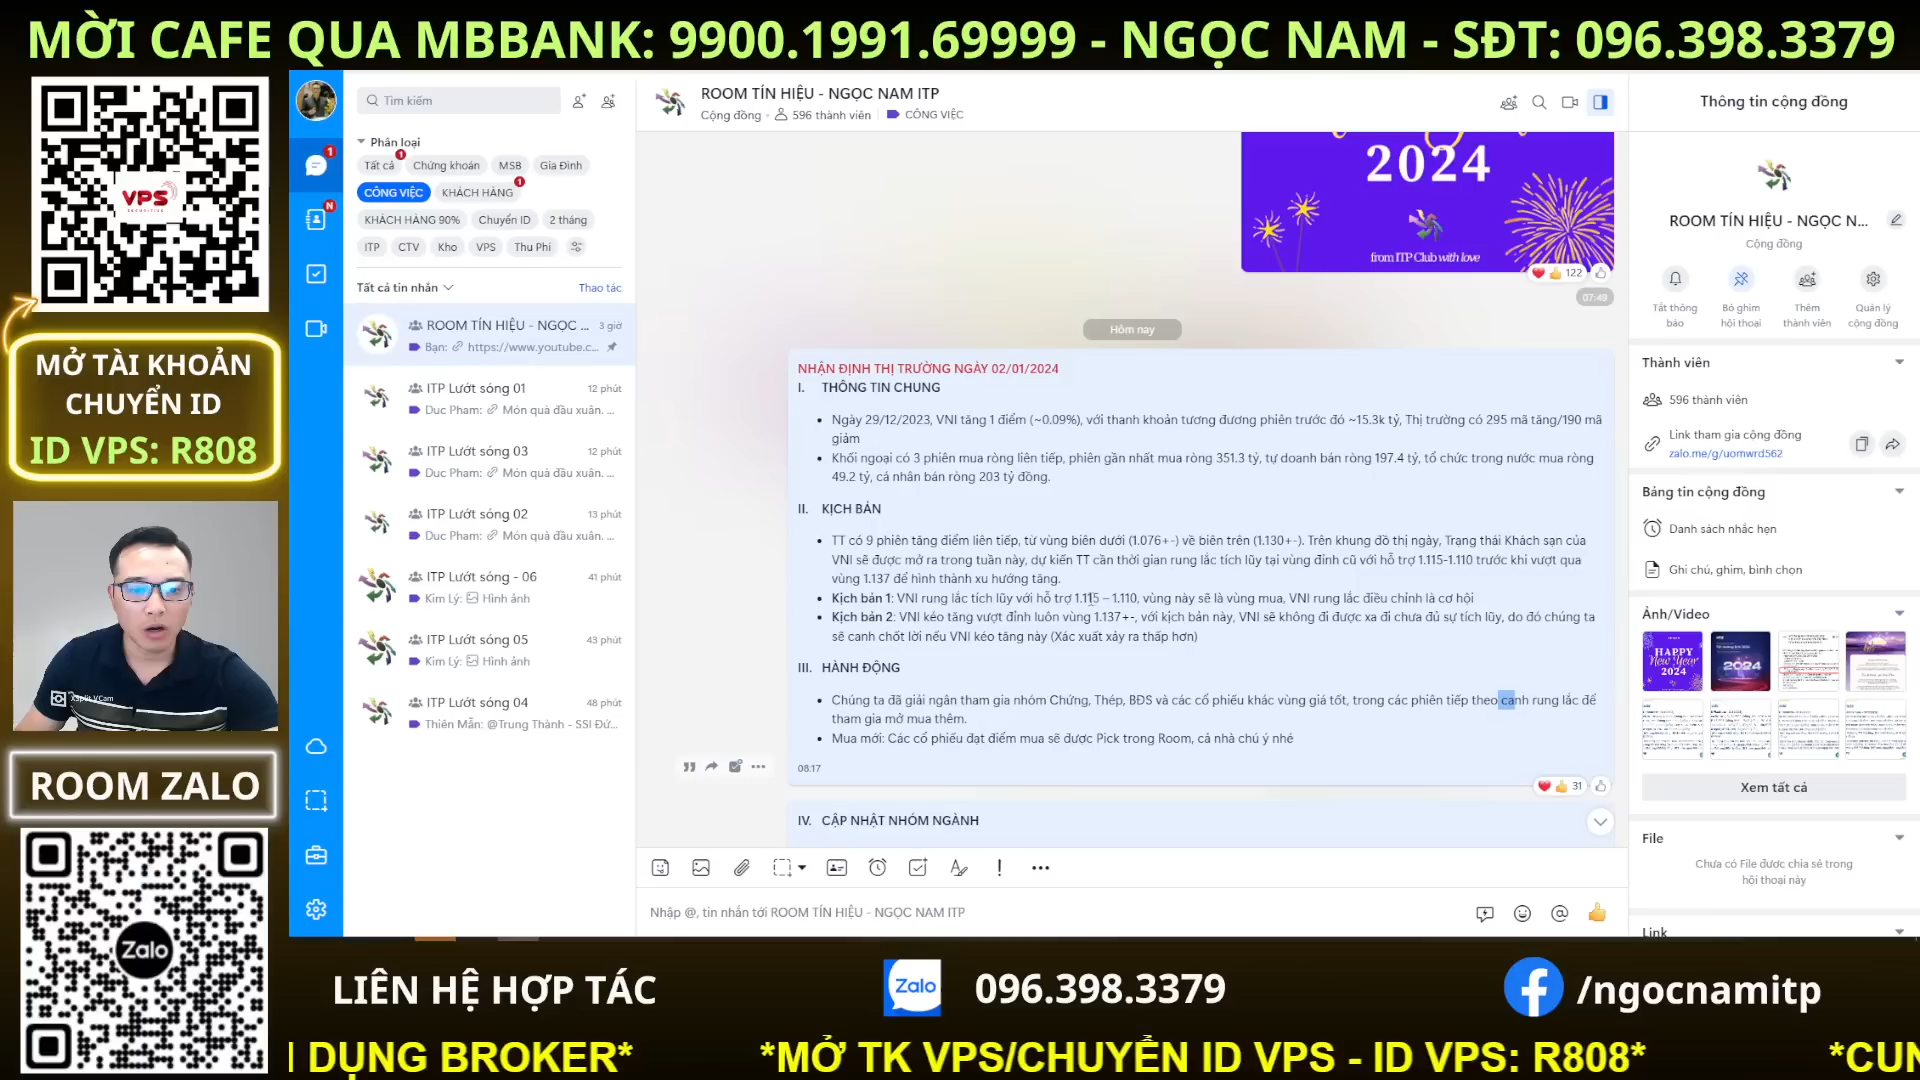 MỜI CAFE QUA MBBANK: 9900.1991.69999 - NGỌC NAM - SĐT: 096.398.3379
VPS
SECURITIES
MỞ TÀI KHOẢN
CHUYỂN ID
ID VPS: R808
XSplit VCam
ROOM ZALO
Zalo
Tìm kiếm
Phân loại
Tất cả
1
Chứng khoán
MSB
Gia Đình
CÔNG VIỆC
KHÁCH HÀNG
1
KHÁCH HÀNG 90%
Chuyển ID
2 tháng
ITP
CTV
Kho
VPS
Thu Phí
Tất cả tin nhắn
Thao tác
1
N
ROOM TÍN HIỆU - NGỌC ...
3 giờ
Bạn: https://www.youtube.c...
ITP Lướt sóng 01
12 phút
Duc Pham: Món quà đầu xuân. ...
ITP Lướt sóng 03
12 phút
Duc Pham: Món quà đầu xuân. ...
ITP Lướt sóng 02
13 phút
Duc Pham: Món quà đầu xuân. ...
ITP Lướt sóng - 06
41 phút
Kim Lý: Hình ảnh
ITP Lướt sóng 05
43 phút
Kim Lý: Hình ảnh
ITP Lướt sóng 04
48 phút
Thiên Mẫn: @Trung Thành - SSI Đứ...
ROOM TÍN HIỆU - NGỌC NAM ITP
Cộng đồng - 596 thành viên | CÔNG VIỆC
2024
from ITP Club with love
122
07:49
Hôm nay
NHẬN ĐỊNH THỊ TRƯỜNG NGÀY 02/01/2024
I. THÔNG TIN CHUNG
• Ngày 29/12/2023, VNI tăng 1 điểm (~0.09%), với thanh khoản tương đương phiên trước đó ~15.3k tỷ, Thị trường có 295 mã tăng/190 mã
giảm
• Khối ngoại có 3 phiên mua ròng liên tiếp, phiên gần nhất mua ròng 351.3 tỷ, tự doanh bán ròng 197.4 tỷ, tổ chức trong nước mua ròng
49.2 tỷ, cá nhân bán ròng 203 tỷ đồng.
II. KỊCH BẢN
• TT có 9 phiên tăng điểm liên tiếp, từ vùng biên dưới (1.076+-) về biên trên (1.130+-). Trên khung đồ thị ngày, Trạng thái Khách sạn của
VNI sẽ được mở ra trong tuần này, dự kiến TT cần thời gian rung lắc tích lũy tại vùng đỉnh cũ với hỗ trợ 1.115-1.110 trước khi vượt qua
vùng 1.137 để hình thành xu hướng tăng.
• Kịch bản 1: VNI rung lắc tích lũy với hỗ trợ 1.115 – 1.110, vùng này sẽ là vùng mua, VNI rung lắc điều chỉnh là cơ hội
• Kịch bản 2: VNI kéo tăng vượt đỉnh luôn vùng 1.137+-, với kịch bản này, VNI sẽ không đi được xa đi chưa đủ sự tích lũy, do đó chúng ta
sẽ canh chốt lời nếu VNI kéo tăng này (Xác xuất xảy ra thấp hơn)
III. HÀNH ĐỘNG
• Chúng ta đã giải ngân tham gia nhóm Chứng, Thép, BĐS và các cổ phiếu khác vùng giá tốt, trong các phiên tiếp theo canh rung lắc để
tham gia mở mua thêm.
• Mua mới: Các cổ phiếu đạt điểm mua sẽ được Pick trong Room, cả nhà chú ý nhé
08:17
31
IV. CẬP NHẬT NHÓM NGÀNH
Nhập @, tin nhắn tới ROOM TÍN HIỆU - NGỌC NAM ITP
Thông tin cộng đồng
ROOM TÍN HIỆU - NGỌC N...
Cộng đồng
Tắt thông báo
Bỏ ghim hội thoại
Thêm thành viên
Quản lý cộng đồng
Thành viên
596 thành viên
Link tham gia cộng đồng
zalo.me/g/uomwrd562
Bảng tin cộng đồng
Danh sách nhắc hẹn
Ghi chú, ghim, bình chọn
Ảnh/Video
HAPPY
New Year
2024
2024
Xem tất cả
File
Chưa có File được chia sẻ trong
hội thoại này
Link
LIÊN HỆ HỢP TÁC
Zalo
096.398.3379
/ngocnamitp
DỤNG BROKER*
*MỞ TK VPS/CHUYỂN ID VPS - ID VPS: R808*
*CUN